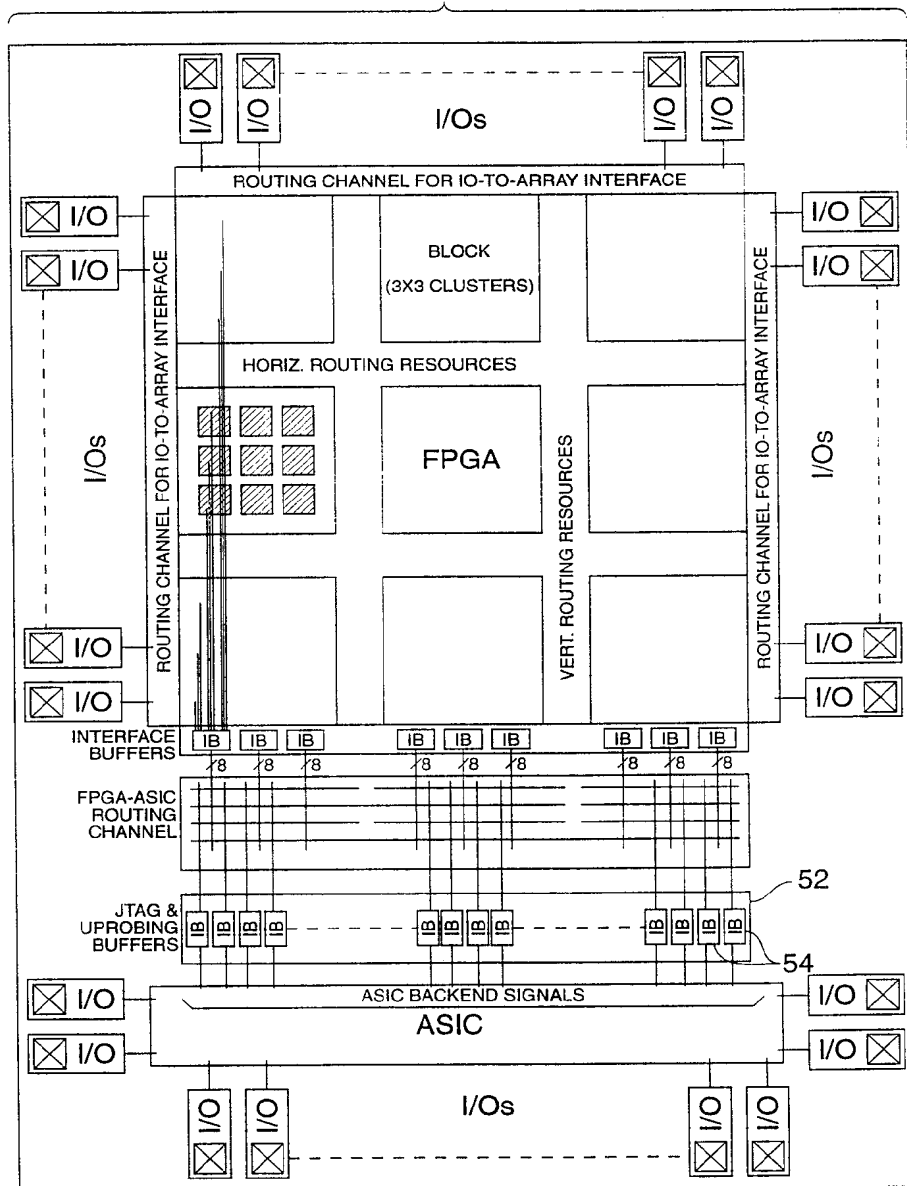 I/O I/O I/O I/O
I/Os
ROUTING CHANNEL FOR IO-TO-ARRAY INTERFACE
I/O
I/O
I/Os
I/O
I/O
ROUTING CHANNEL FOR IO-TO-ARRAY INTERFACE
BLOCK
(3X3 CLUSTERS)
HORIZ. ROUTING RESOURCES
FPGA
VERT. ROUTING RESOURCES
ROUTING CHANNEL FOR IO-TO-ARRAY INTERFACE
I/O
I/O
I/Os
I/O
I/O
INTERFACE
BUFFERS
IB IB IB IB IB IB IB IB IB
8 8 8 8 8 8 8 8 8
FPGA-ASIC
ROUTING
CHANNEL
52
JTAG &
UPROBING
BUFFERS
IB IB IB IB IB IB IB IB IB IB IB IB
54
ASIC BACKEND SIGNALS
ASIC
I/O
I/O
I/O
I/O
I/O I/O I/O I/O
I/Os